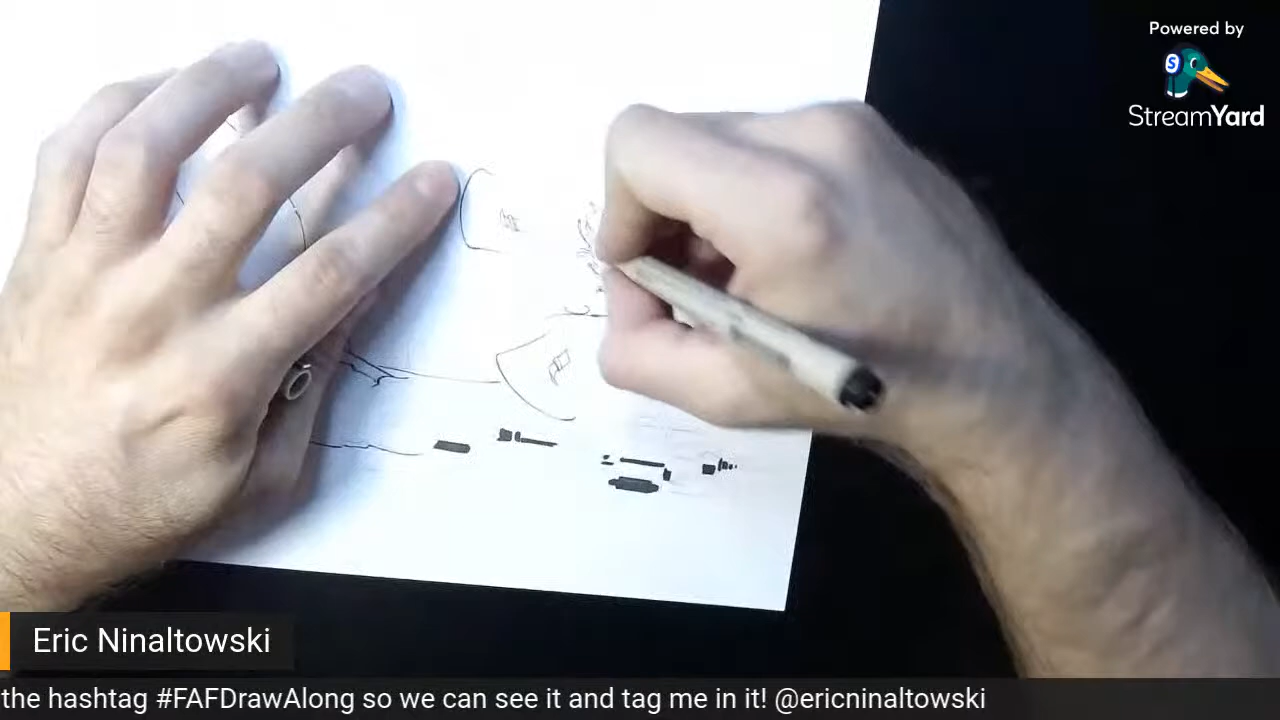 Powered by
S
StreamYard
Eric Ninaltowski
the hashtag #FAFDrawAlong so we can see it and tag me in it! @ericninaltowski